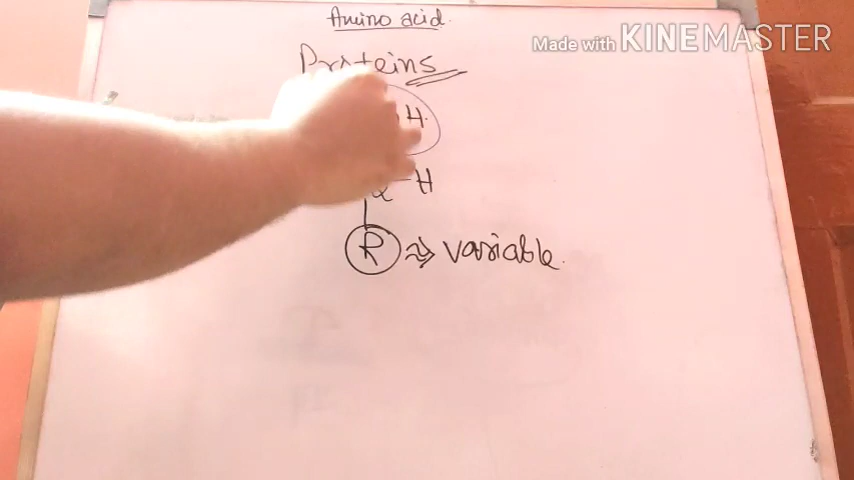 Amino acid.
Made with KINEMASTER
Proteins
H
H
R ⇒ variable.